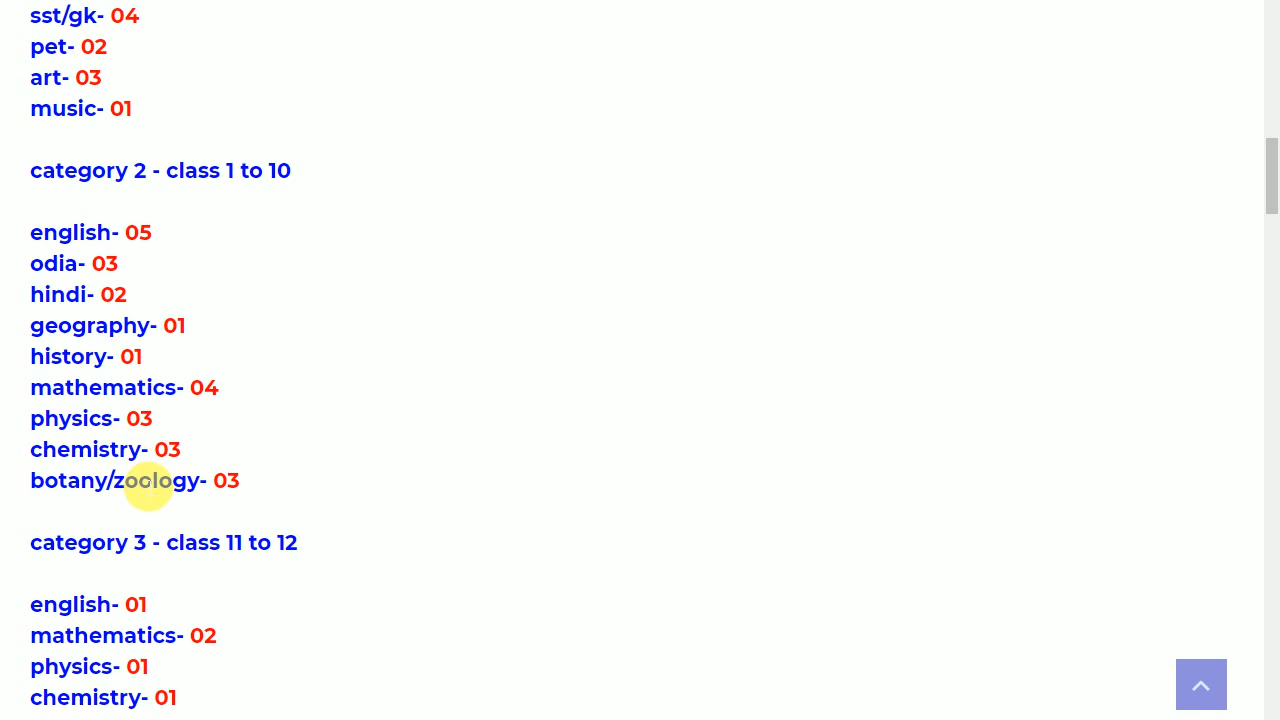 sst/gk- 04
pet- 02
art- 03
music- 01
category 2 - class 1 to 10
english- 05
odia- 03
hindi- 02
geography- 01
history- 01
mathematics- 04
physics- 03
chemistry- 03
botany/zoology- 03
category 3 - class 11 to 12
english- 01
mathematics- 02
physics- 01
chemistry- 01